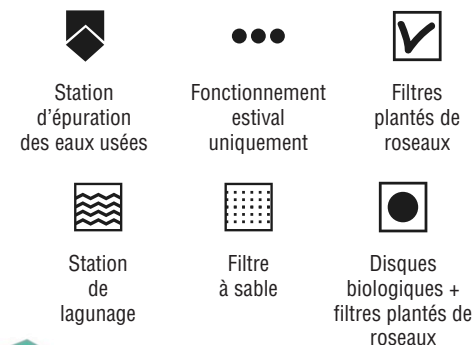 Station
d'épuration
des eaux usées
Fonctionnement
estival
uniquement
Filtres
plantés de
roseaux
Station
de
lagunage
Filtre
à sable
Disques
biologiques +
filtres plantés de
roseaux